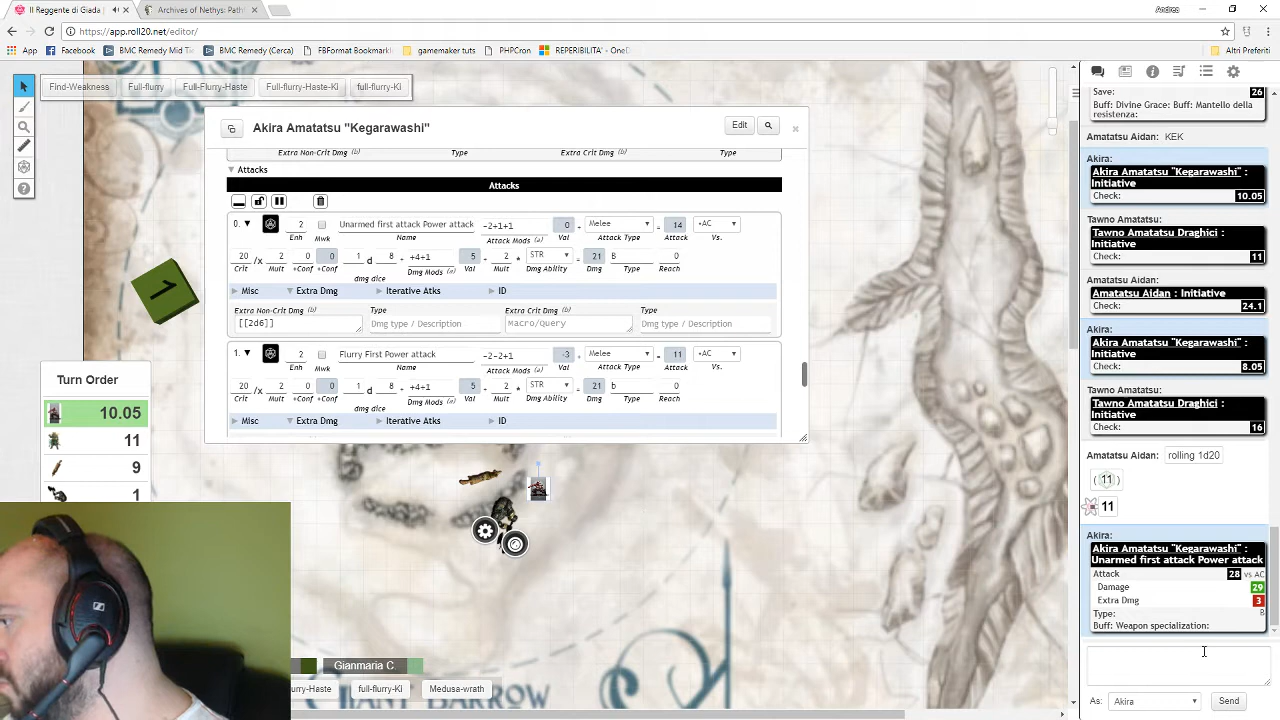 Il Reggente di Giada
Archives of Nethys: Path
Andrea
https://app.roll20.net/editor/
App
Facebook
BMC Remedy Mid Tie
BMC Remedy (Cerca)
FBFormat Bookmarkl
gamemaker tuts
PHPCron
REPERIBILITA' - OneD
Altri Preferiti
Find-Weakness
Full-flurry
Full-Flurry-Haste
Full-flurry-Haste-Ki
full-flurry-KI
Akira Amatatsu "Kegarawashi"
Edit
Extra Non-Crit Dmg (b)
Type
Extra Crit Dmg (b)
Type
Attacks
Attacks
0.
2
Unarmed first attack Power attack
-2+1+1
0
+
Melee
=
14
+AC
Enh
Mwk
Name
Attack Mods (a)
Val
Attack Type
Attack
Vs.
20
/x
2
0
0
1
d
8
+4+1
5
+
2
*
STR
=
21
B
0
Crit
Mult
+Conf
+Conf
dmg dice
Dmg Mods (a)
Val
Mult
Dmg Ability
Dmg
Type
Reach
Misc
Extra Dmg
Iterative Atks
ID
Extra Non-Crit Dmg (b)
Type
Extra Crit Dmg (b)
Type
[[2d6]]
Dmg type / Description
Macro/Query
Dmg type / Description
1.
2
Flurry First Power attack
-2-2+1
-3
+
Melee
=
11
+AC
Enh
Mwk
Name
Attack Mods (a)
Val
Attack Type
Attack
Vs.
20
/x
2
0
0
1
d
8
+4+1
5
+
2
*
STR
=
21
b
0
Crit
Mult
+Conf
+Conf
dmg dice
Dmg Mods (a)
Val
Mult
Dmg Ability
Dmg
Type
Reach
Misc
Extra Dmg
Iterative Atks
ID
1
Turn Order
10.05
11
9
1
Gianmaria C.
urry-Haste
full-flurry-Ki
Medusa-wrath
GIANT BARROW
Save:
26
Buff: Divine Grace: Buff: Mantello della
resistenza:
Amatatsu Aidan: KEK
Akira:
Akira Amatatsu "Kegarawashi" :
Initiative
Check:
10.05
Tawno Amatatsu:
Tawno Amatatsu Draghici :
Initiative
Check:
11
Amatatsu Aidan:
Amatatsu Aidan : Initiative
Check:
24.1
Akira:
Akira Amatatsu "Kegarawashi" :
Initiative
Check:
8.05
Tawno Amatatsu:
Tawno Amatatsu Draghici :
Initiative
Check:
16
Amatatsu Aidan:
rolling 1d20
(11)
11
Akira:
Akira Amatatsu "Kegarawashi" :
Unarmed first attack Power attack
Attack
28 vs AC
Damage
29
Extra Dmg
3
Type:
B
Buff: Weapon specialization:
As:
Akira
Send